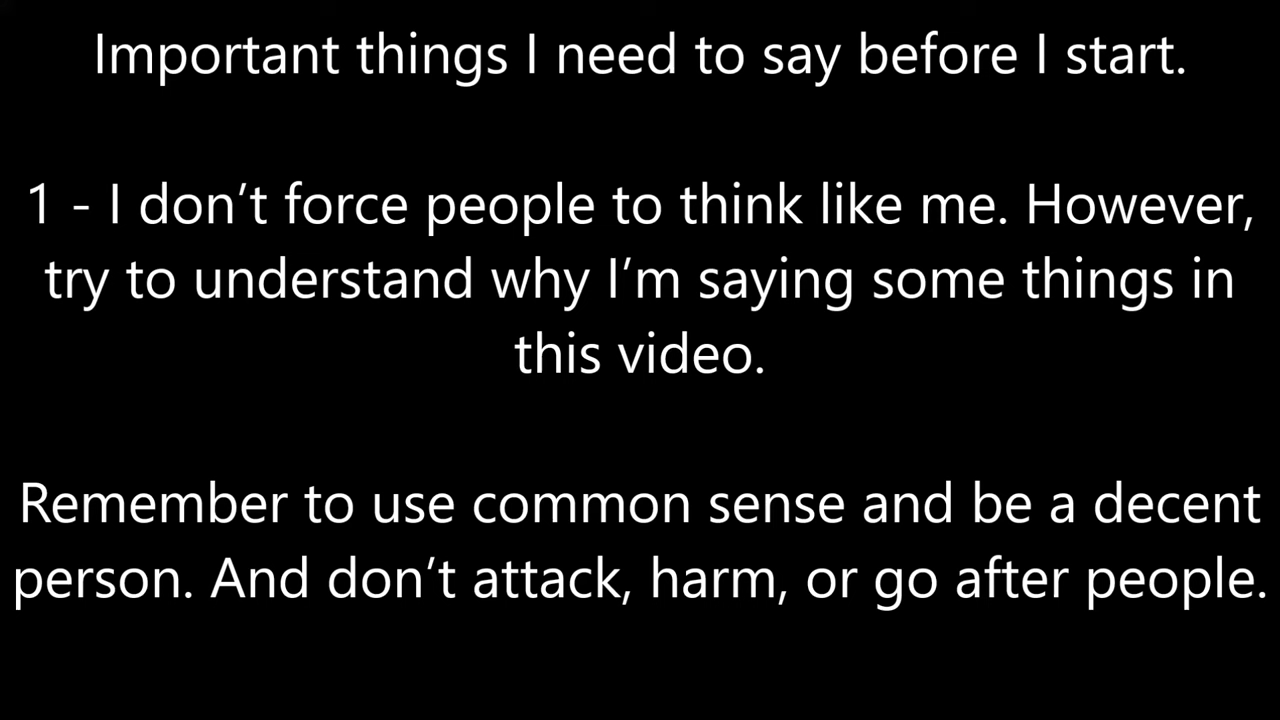 Important things I need to say before I start.
1 - I don’t force people to think like me. However,
try to understand why I’m saying some things in
this video.
Remember to use common sense and be a decent
person. And don’t attack, harm, or go after people.